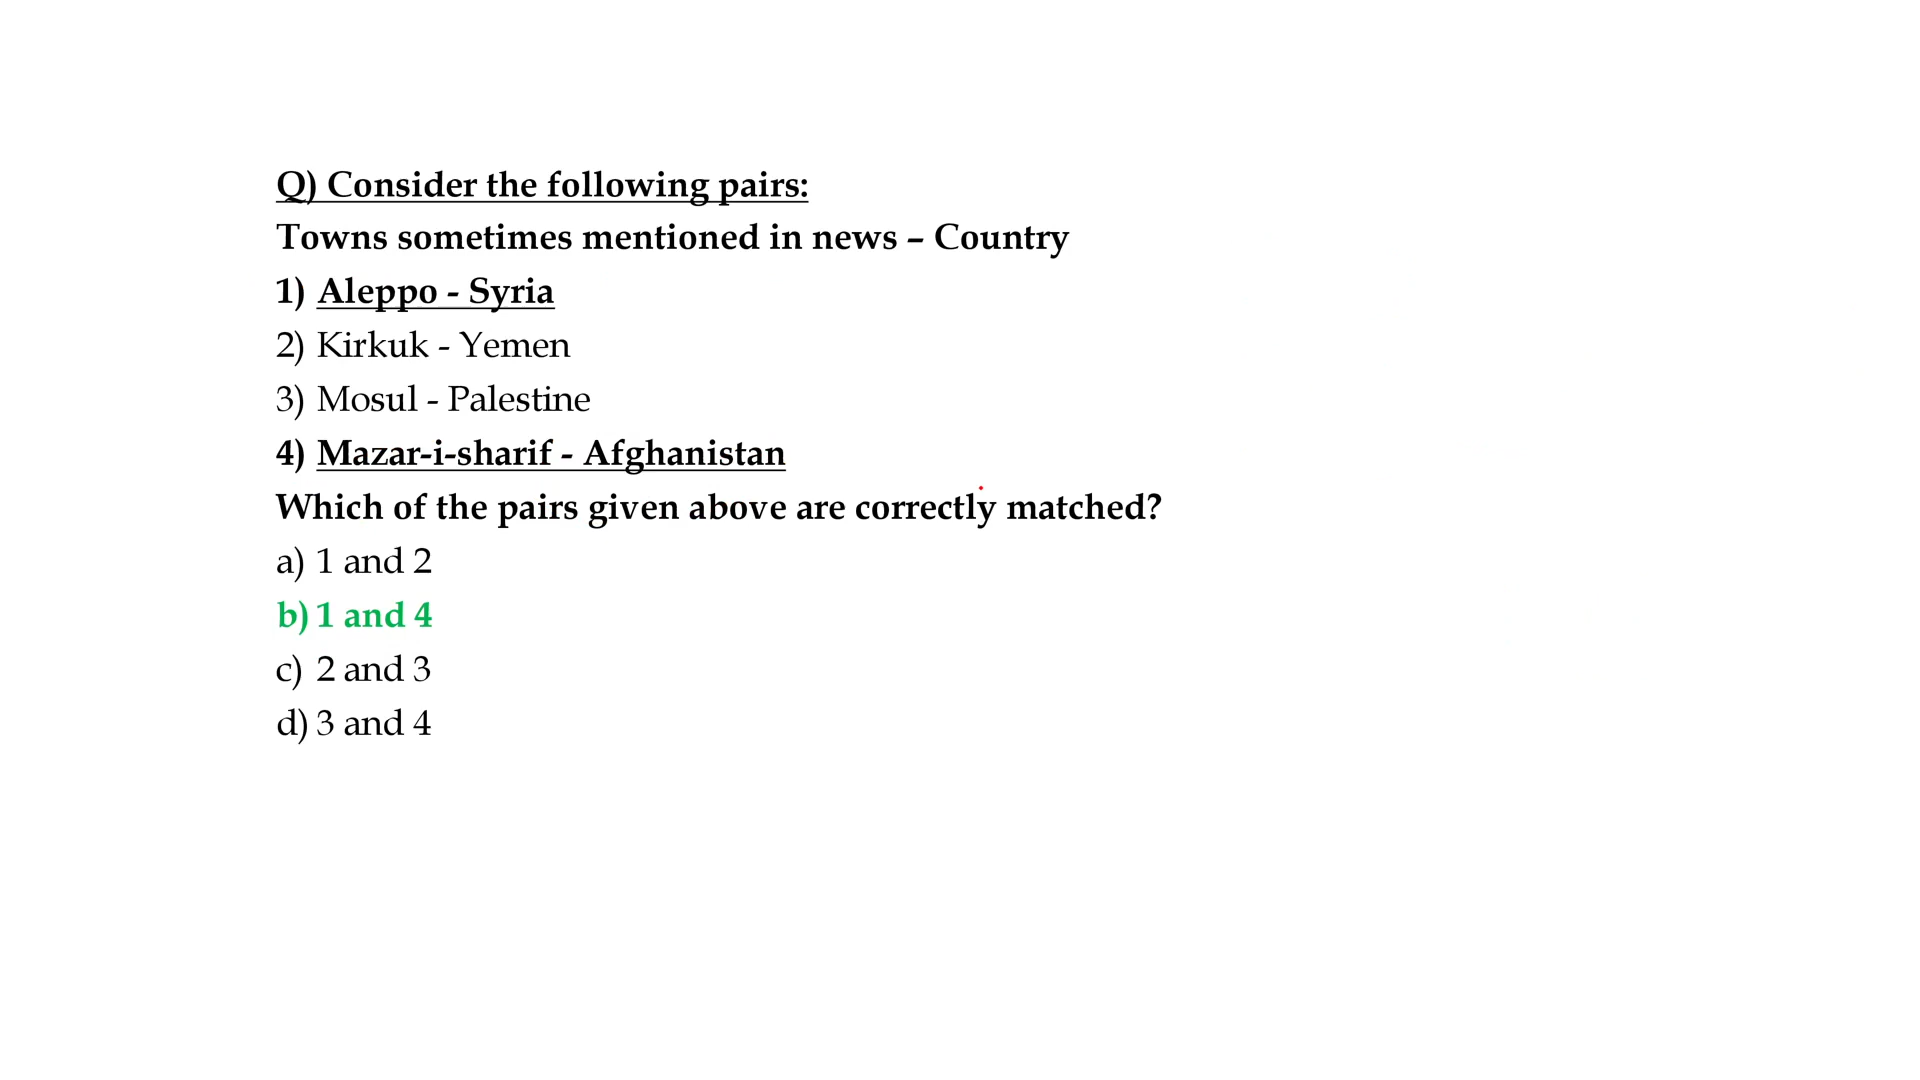 Q) Consider the following pairs:
Towns sometimes mentioned in news – Country
1) Aleppo - Syria
2) Kirkuk - Yemen
3) Mosul - Palestine
4) Mazar-i-sharif - Afghanistan
Which of the pairs given above are correctly matched?
a) 1 and 2
b) 1 and 4
c) 2 and 3
d) 3 and 4